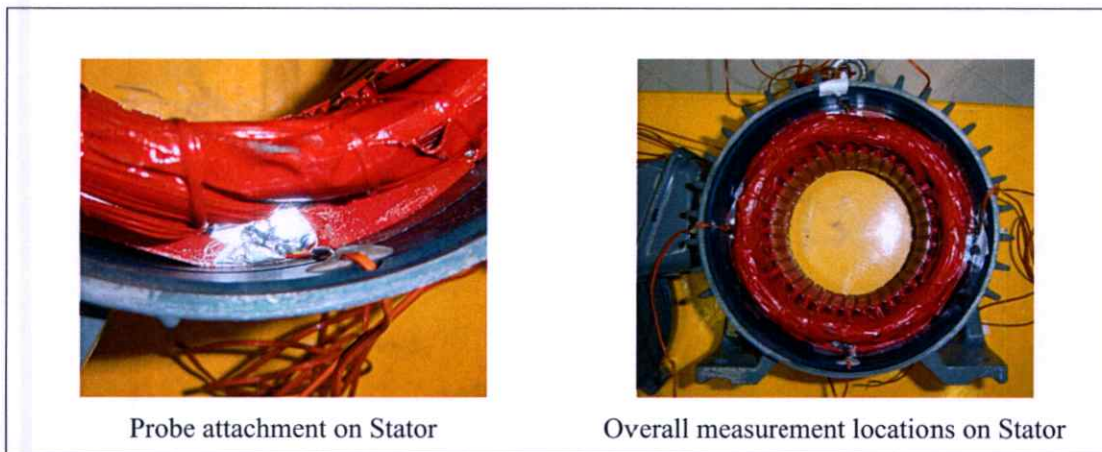 Probe attachment on Stator
Overall measurement locations on Stator